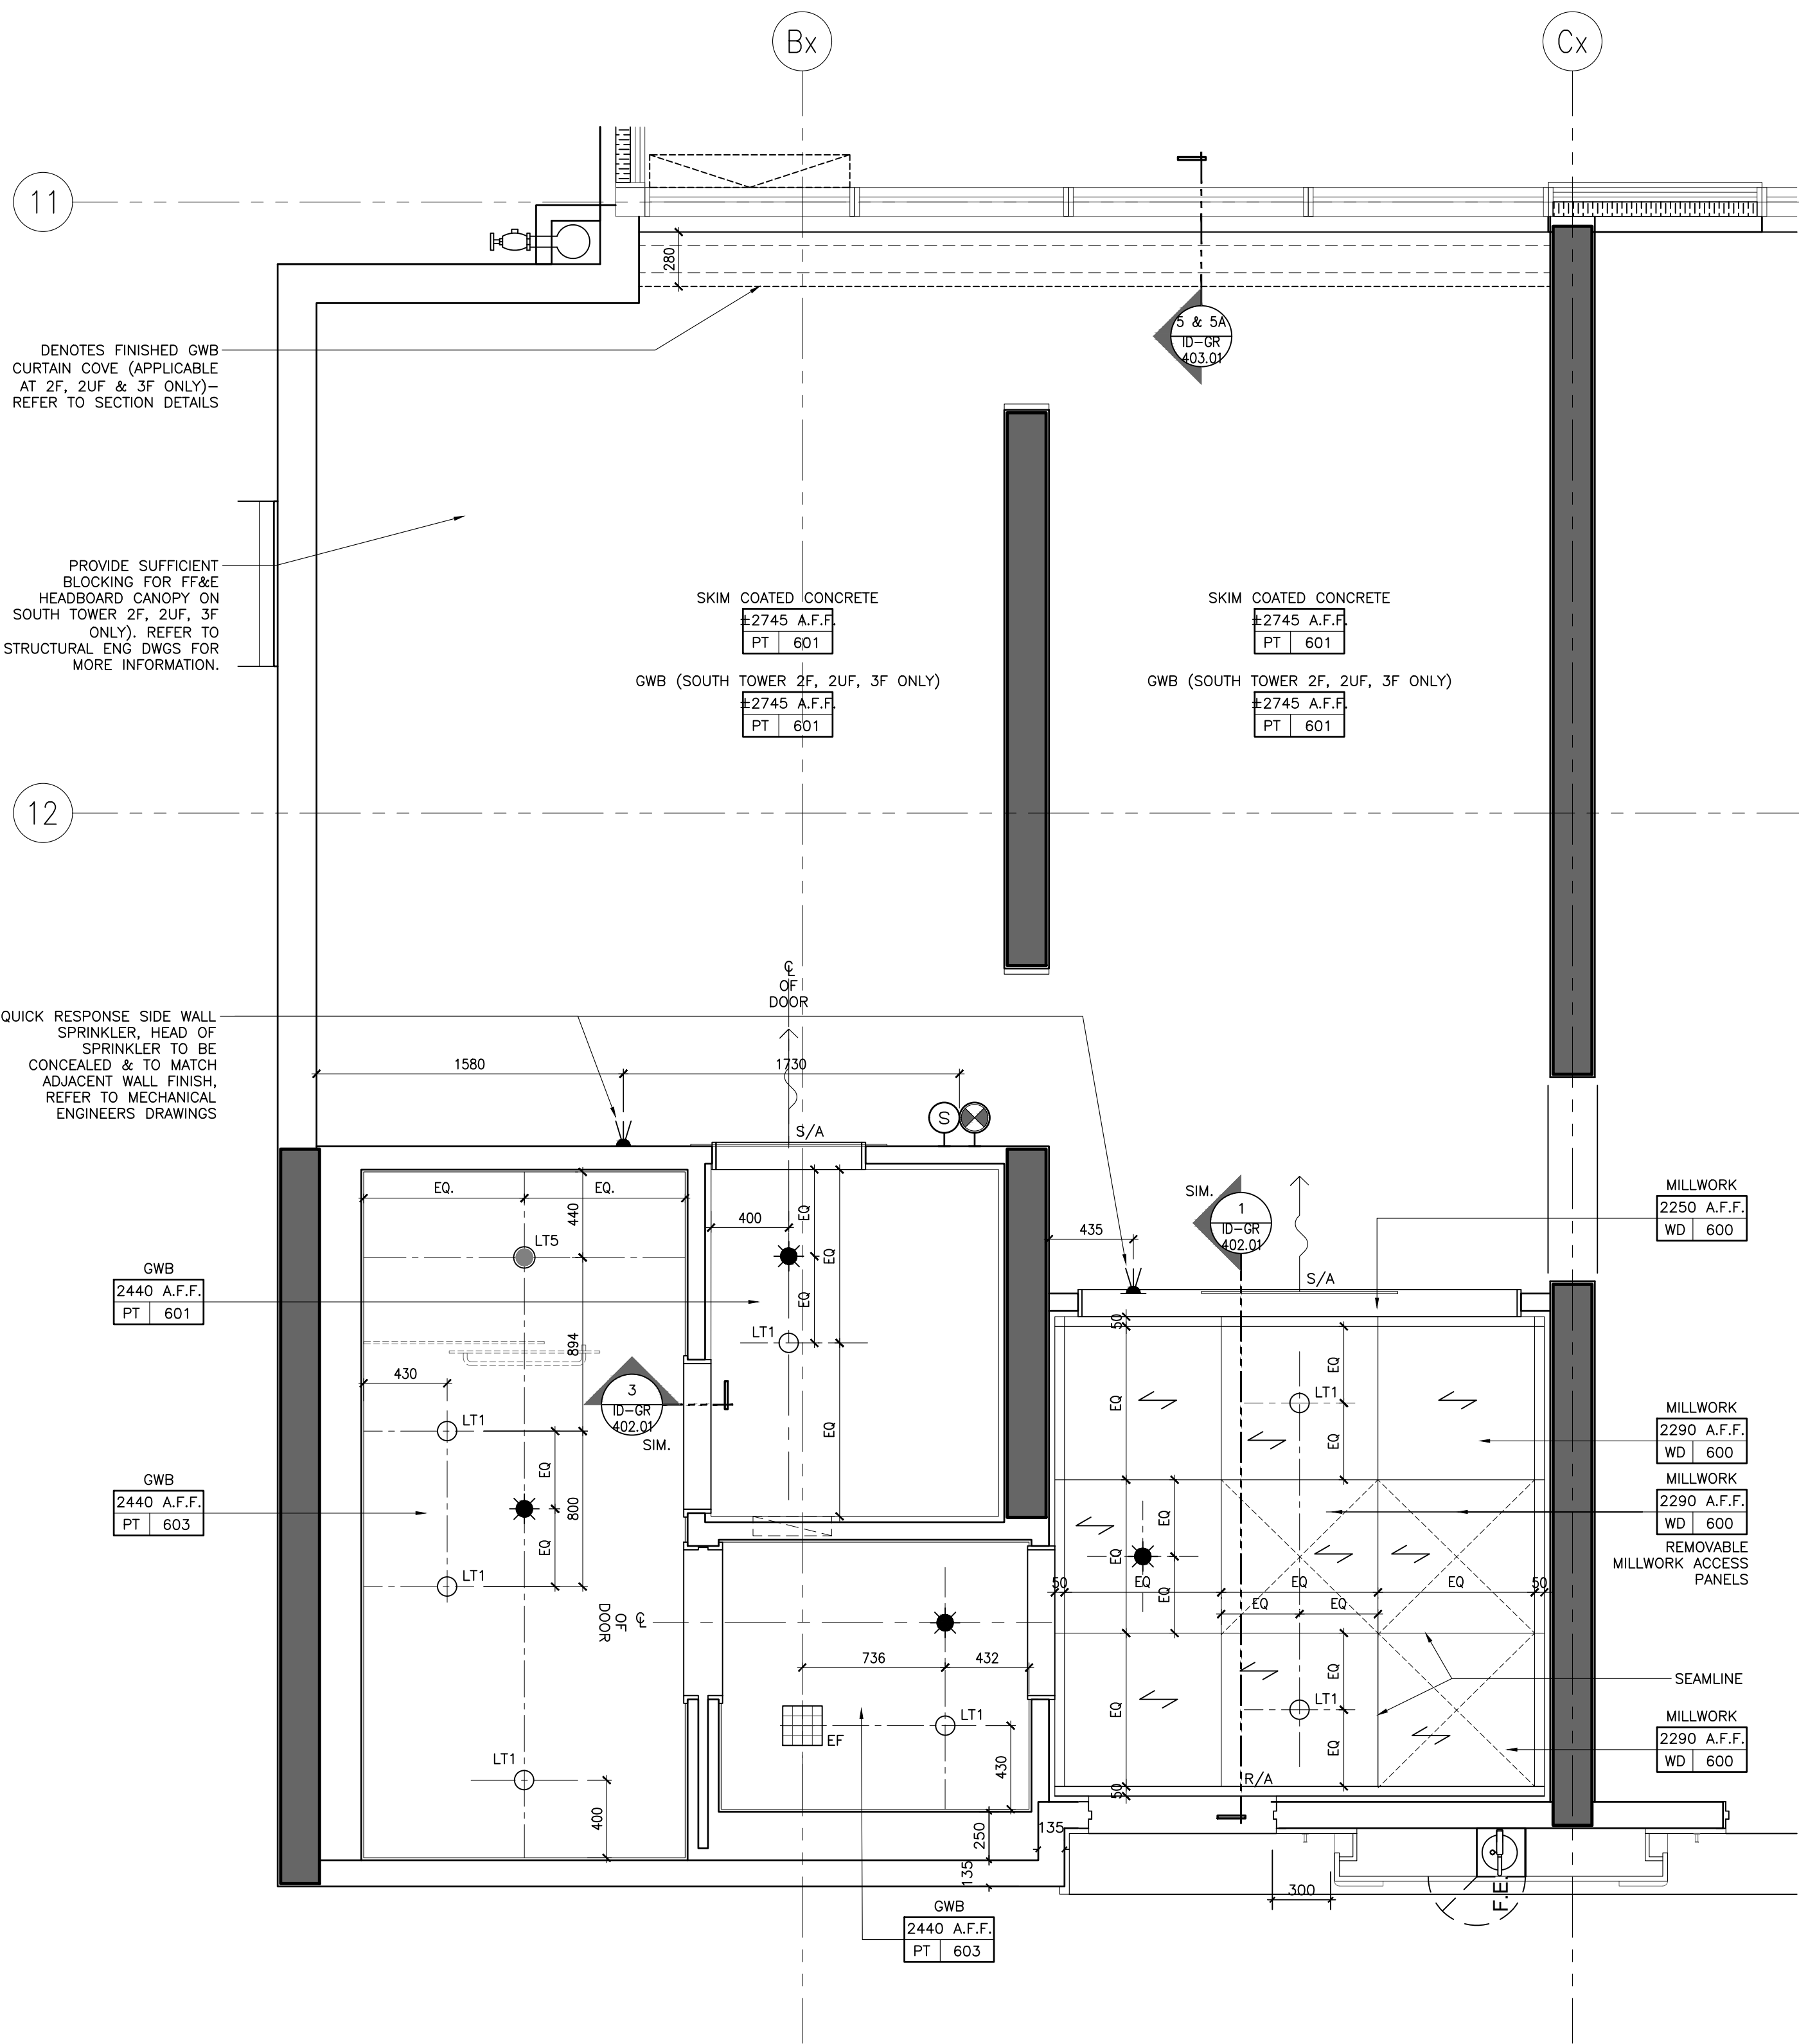 Bx
Cx
11
280
5 & 5A
ID-GR
403.01
DENOTES FINISHED GWB
CURTAIN COVE (APPLICABLE
AT 2F, 2UF & 3F ONLY)-
REFER TO SECTION DETAILS
PROVIDE SUFFICIENT
BLOCKING FOR FF&E
HEADBOARD CANOPY ON
SOUTH TOWER 2F, 2UF, 3F
ONLY). REFER TO
STRUCTURAL ENG DWGS FOR
MORE INFORMATION.
SKIM COATED CONCRETE
±2745 A.F.F.
PT 601
GWB (SOUTH TOWER 2F, 2UF, 3F ONLY)
±2745 A.F.F.
PT 601
SKIM COATED CONCRETE
±2745 A.F.F.
PT 601
GWB (SOUTH TOWER 2F, 2UF, 3F ONLY)
±2745 A.F.F.
PT 601
12
℄
OF
DOOR
QUICK RESPONSE SIDE WALL
SPRINKLER, HEAD OF
SPRINKLER TO BE
CONCEALED & TO MATCH
ADJACENT WALL FINISH,
REFER TO MECHANICAL
ENGINEERS DRAWINGS
1580
1730
S
S/A
EQ.
EQ.
440
LT5
400
EQ
EQ
EQ
LT1
EQ
435
SIM.
1
ID-GR
402.01
S/A
MILLWORK
2250 A.F.F.
WD 600
GWB
2440 A.F.F.
PT 601
894
430
LT1
3
ID-GR
402.01
SIM.
50
EQ
EQ
LT1
EQ
MILLWORK
2290 A.F.F.
WD 600
MILLWORK
2290 A.F.F.
WD 600
REMOVABLE
MILLWORK ACCESS
PANELS
GWB
2440 A.F.F.
PT 603
EQ
800
EQ
LT1
℄
OF
DOOR
EQ
EQ
EQ
50
EQ
EQ
EQ
50
EQ
EQ
736
432
LT1
EF
430
EQ
EQ
LT1
EQ
SEAMLINE
MILLWORK
2290 A.F.F.
WD 600
LT1
400
50
R/A
250
135
135
300
F.E.
GWB
2440 A.F.F.
PT 603